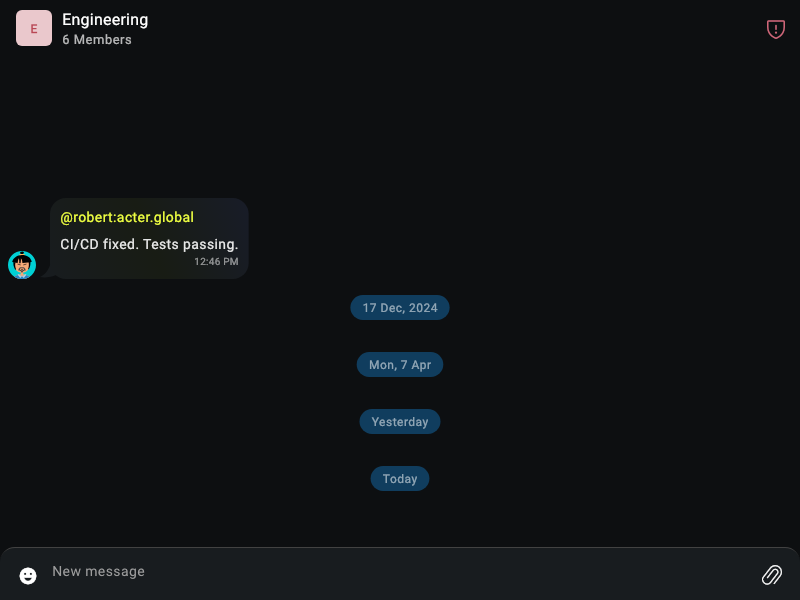 E
Engineering
6 Members
@robert:acter.global
CI/CD fixed. Tests passing.
12:46 PM
17 Dec, 2024
Mon, 7 Apr
Yesterday
Today
New message